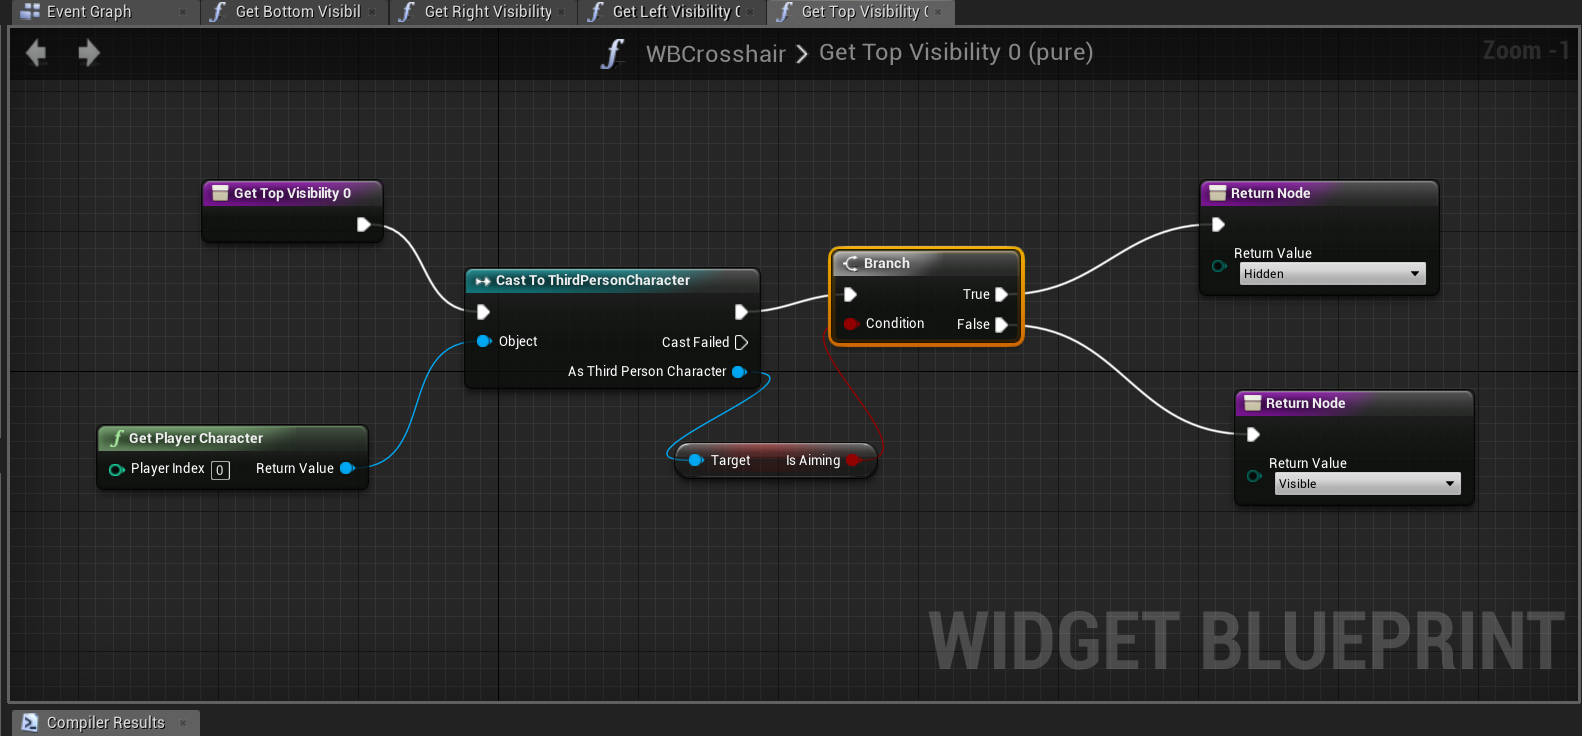 Event Graph
Get Bottom Visibil
Get Right Visibility
Get Left Visibility (
Get Top Visibility (
WBCrosshair > Get Top Visibility 0 (pure)
Zoom -1
Get Top Visibility 0
Cast To ThirdPersonCharacter
Object
Cast Failed
As Third Person Character
Get Player Character
Player Index 0 Return Value
Target Is Aiming
Branch
True
Condition False
Return Node
Return Value
Hidden
Return Node
Return Value
Visible
WIDGET BLUEPRINT
Compiler Results